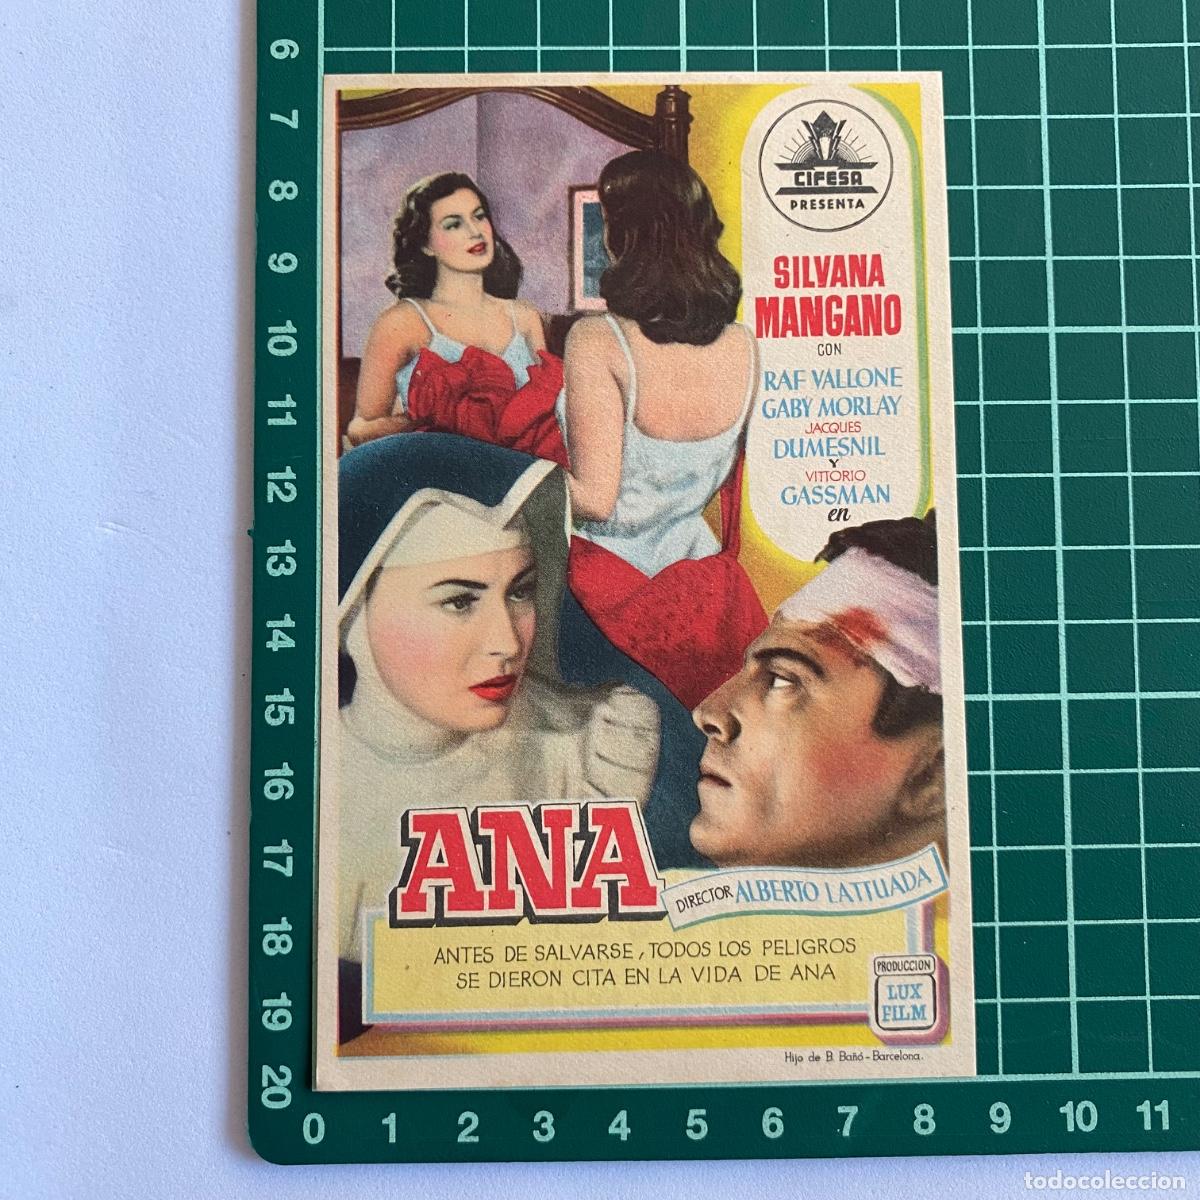 CIFESA
PRESENTA
SILVANA
MANGANO
CON
RAF VALLONE
GABY MORLAY
JACQUES
DUMESNIL
Y
VITTORIO
GASSMAN
en
ANA
DIRECTOR ALBERTO LATTUADA
ANTES DE SALVARSE, TODOS LOS PELIGROS
SE DIERON CITA EN LA VIDA DE ANA
PRODUCCION
LUX
FILM
Hijo de B. Bañó - Barcelona.
6
7
8
9
10
11
12
13
14
15
16
17
18
19
20
0 1 2 3 4 5 6 7 8 9 10 11
todocoleccion